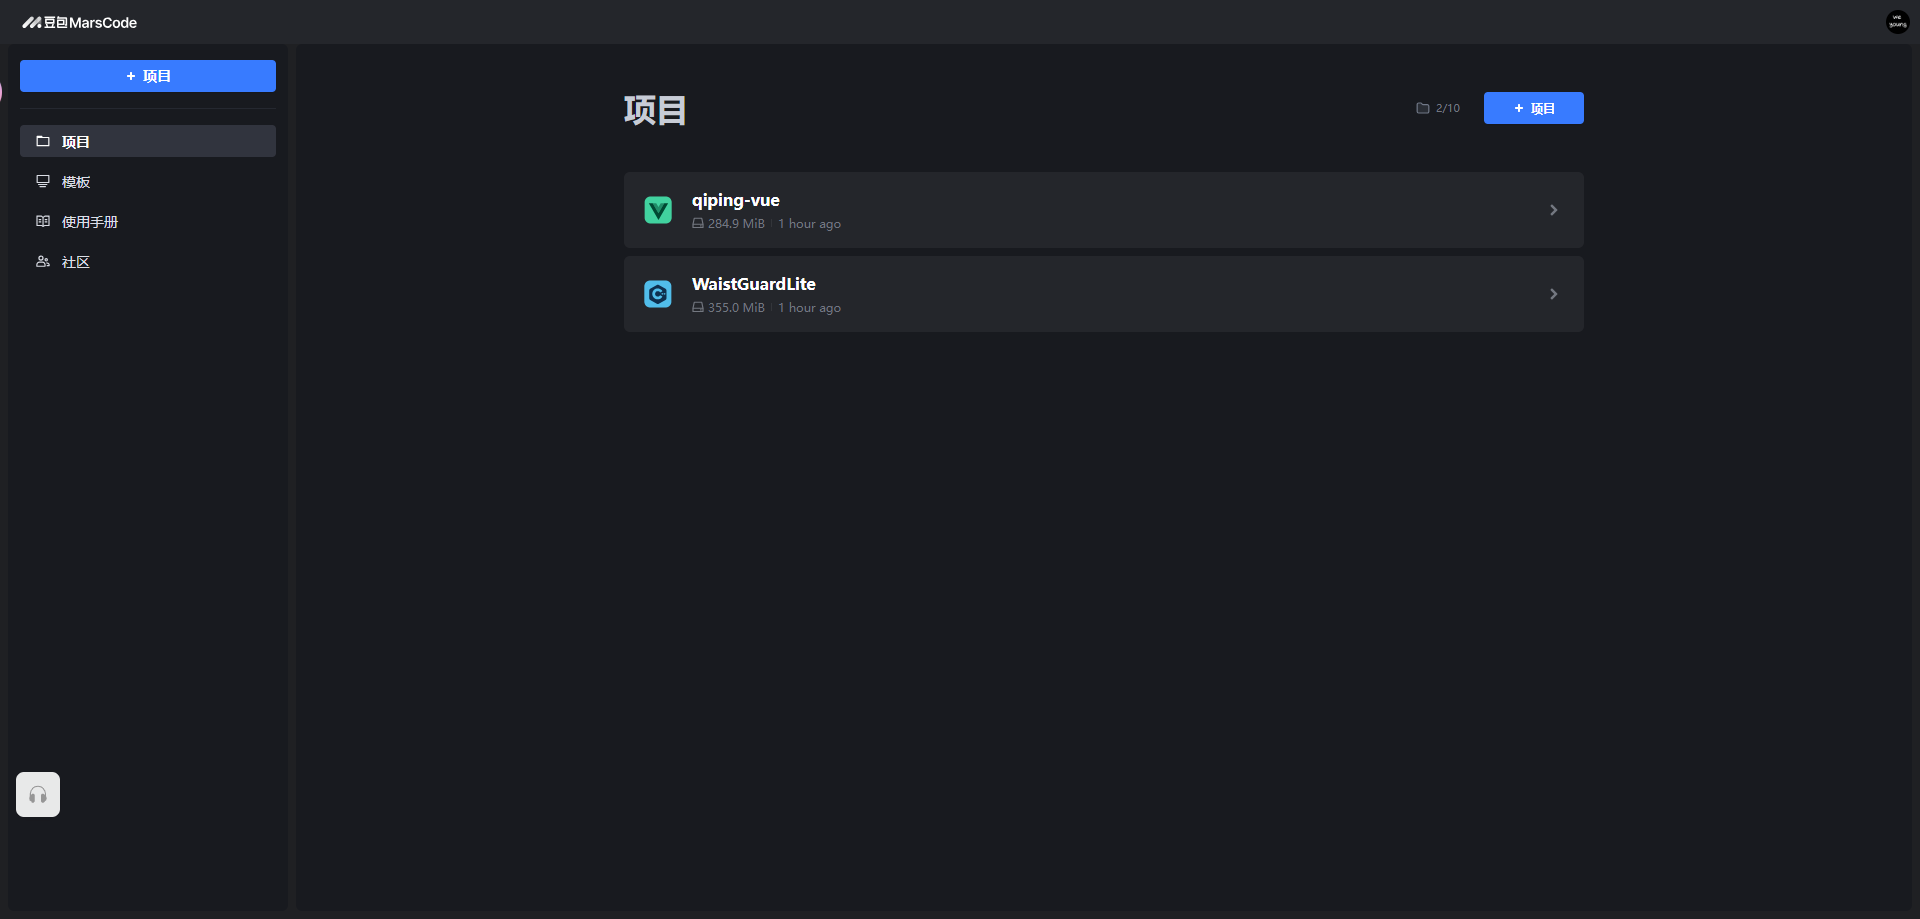 豆包MarsCode
vie young
+ 项目
项目
模板
使用手册
社区
项目
2/10
+ 项目
qiping-vue
284.9 MiB | 1 hour ago
WaistGuardLite
355.0 MiB | 1 hour ago